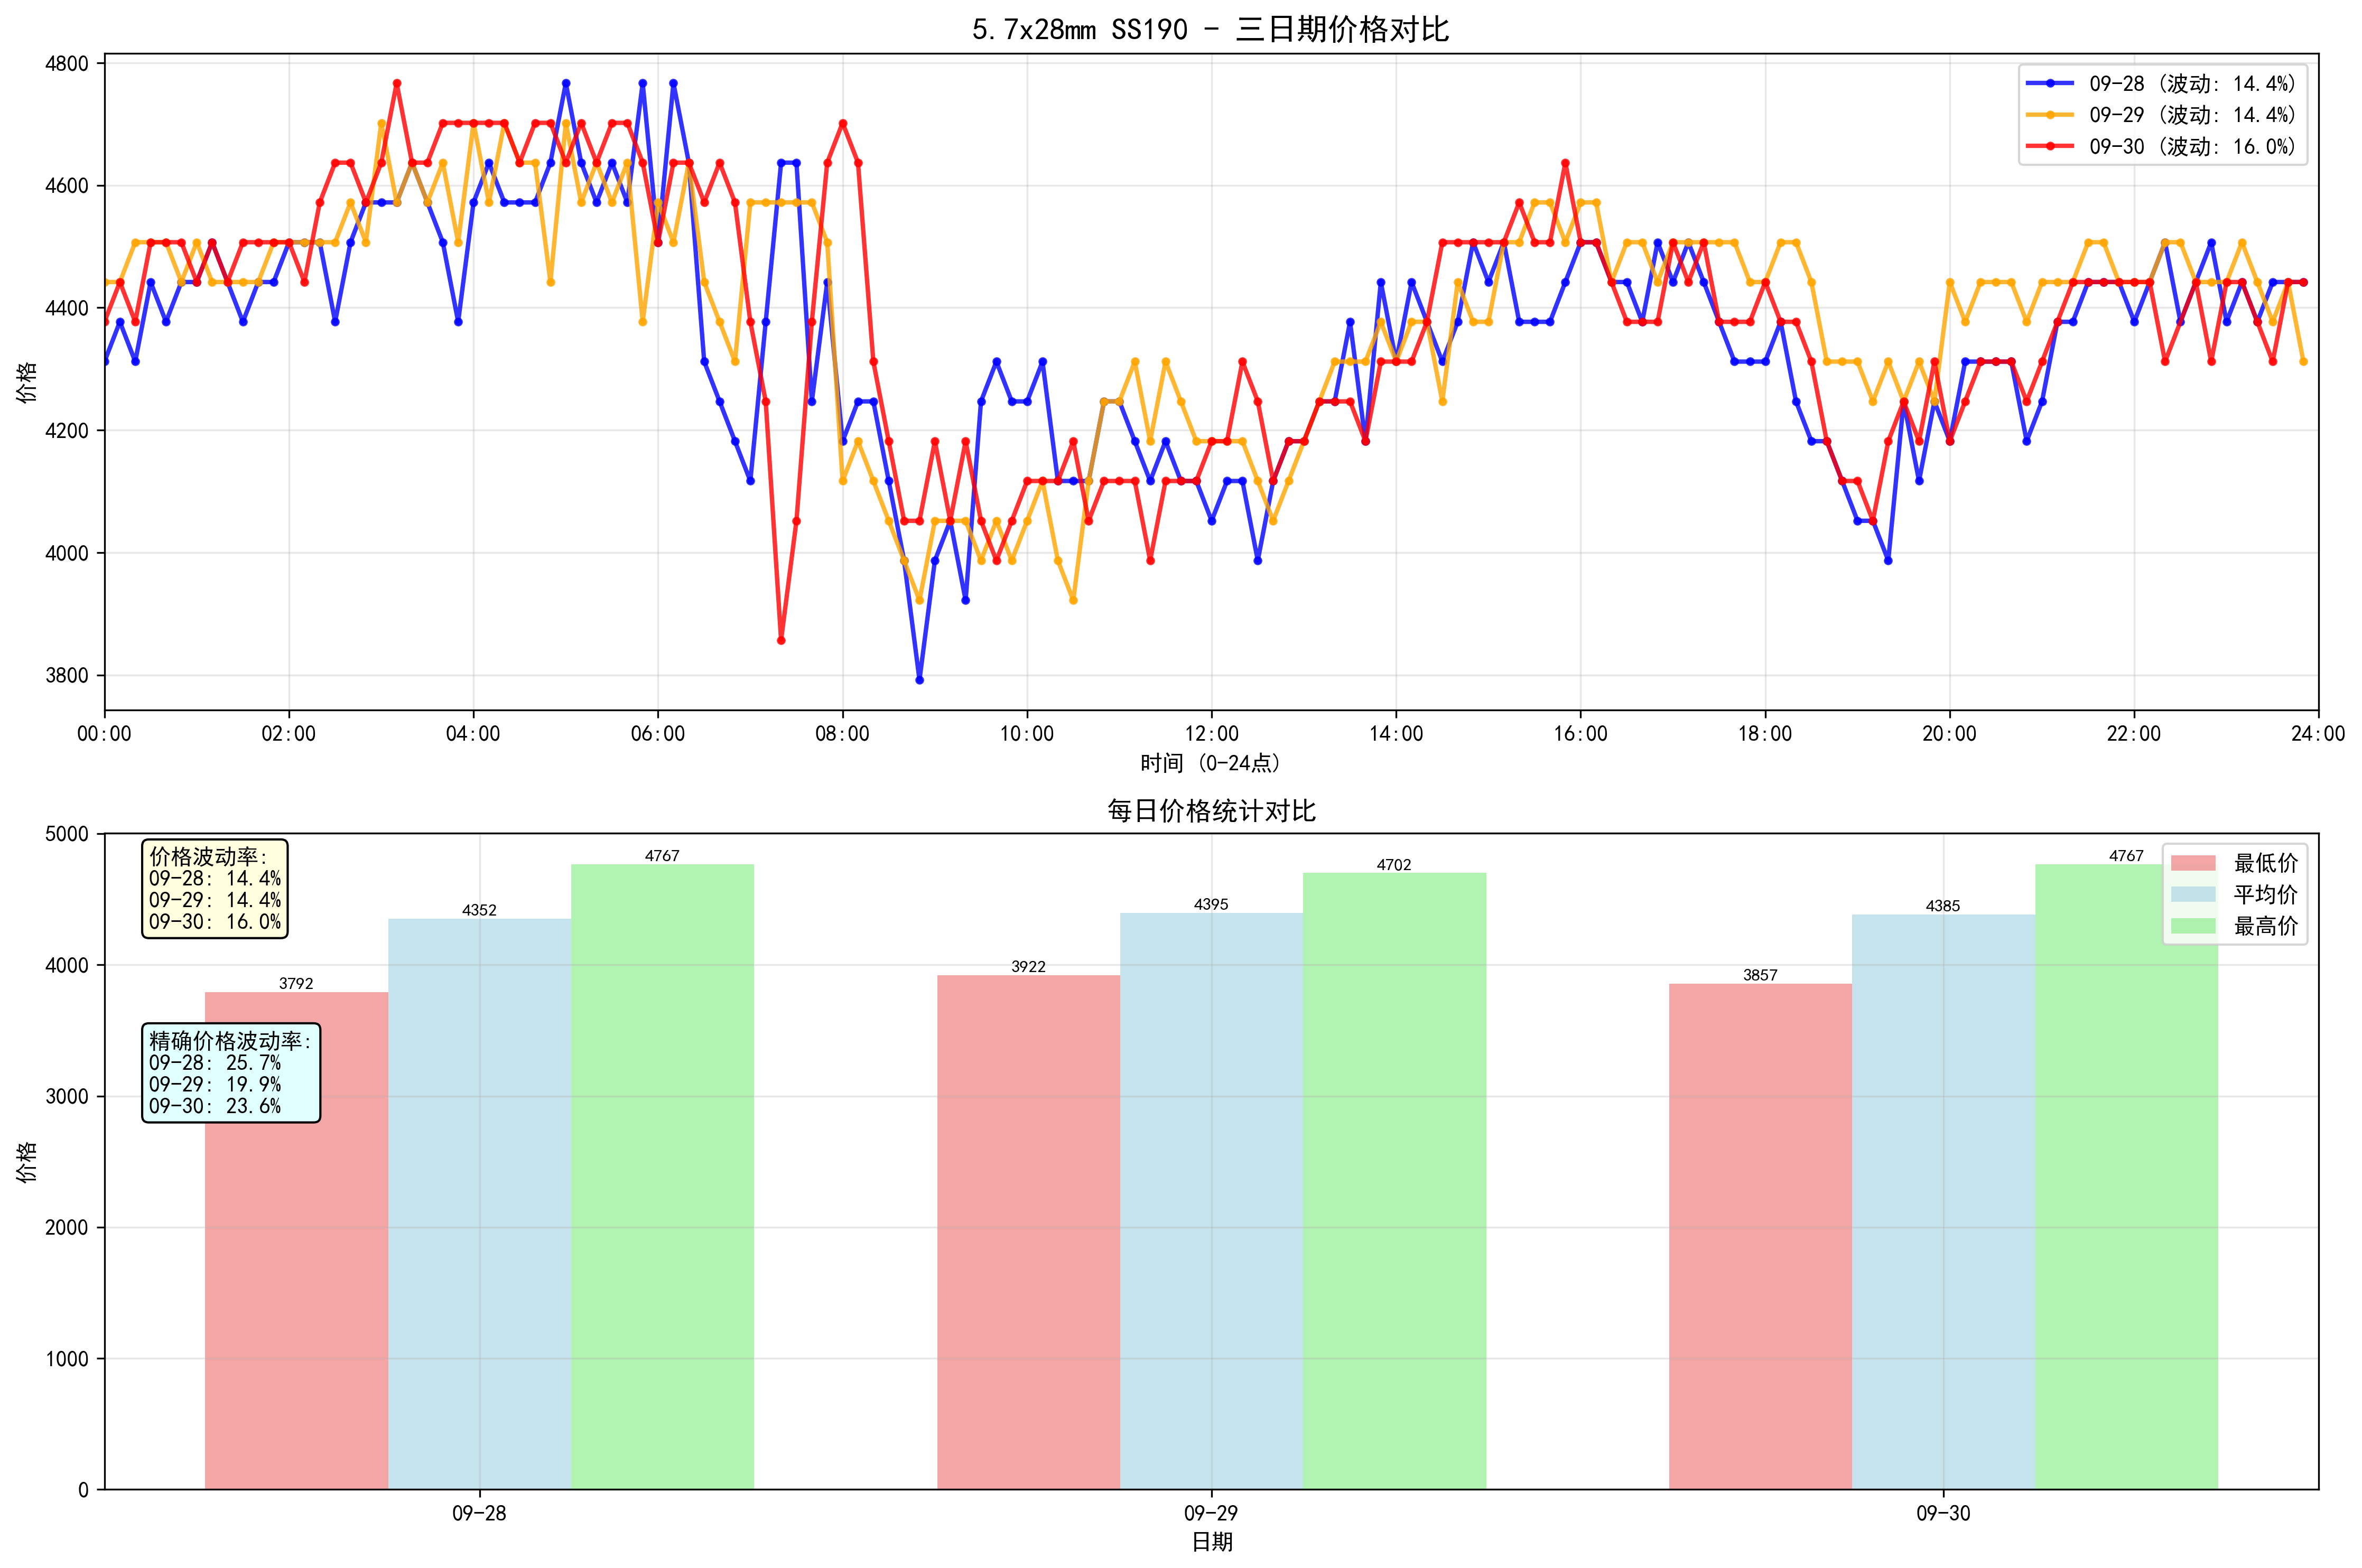 5.7x28mm SS190 - 三日期价格对比
4800
4600
4400
4200
4000
3800
价格
09-28 (波动: 14.4%)
09-29 (波动: 14.4%)
09-30 (波动: 16.0%)
00:00 02:00 04:00 06:00 08:00 10:00 12:00 14:00 16:00 18:00 20:00 22:00 24:00
时间 (0-24点)
每日价格统计对比
5000
4000
3000
2000
1000
0
价格
价格波动率:
09-28: 14.4%
09-29: 14.4%
09-30: 16.0%
精确价格波动率:
09-28: 25.7%
09-29: 19.9%
09-30: 23.6%
3792 4352 4767
3922 4395 4702
3857 4385 4767
最低价
平均价
最高价
09-28 09-29 09-30
日期